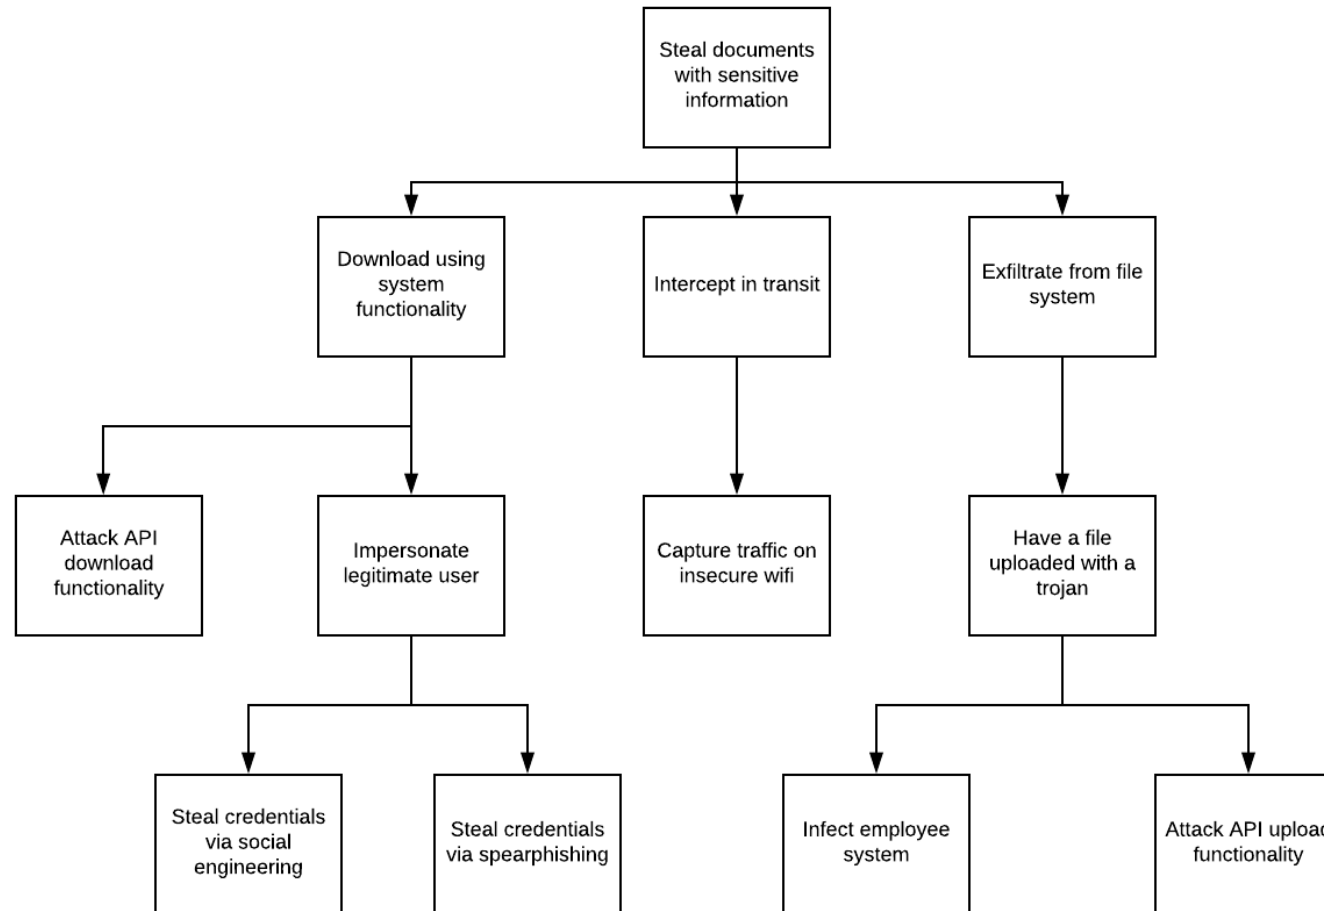 Steal documents
with sensitive
information
Download using
system
functionality
Intercept in transit
Exfiltrate from file
system
Attack API
download
functionality
Impersonate
legitimate user
Capture traffic on
insecure wifi
Have a file
uploaded with a
trojan
Steal credentials
via social
engineering
Steal credentials
via spearphishing
Infect employee
system
Attack API upload
functionality